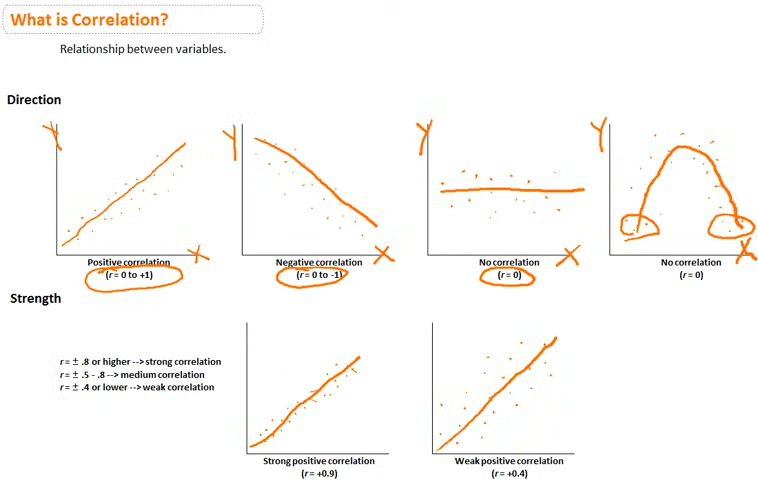 What is Correlation?
Relationship between variables.
Direction
Y
Y
Y
Y
X
X
X
X
Positive correlation
(r = 0 to +1)
Negative correlation
(r = 0 to -1)
No correlation
(r = 0)
No correlation
(r = 0)
Strength
r = ± .8 or higher --> strong correlation
r = ± .5 - .8 --> medium correlation
r = ± .4 or lower --> weak correlation
Strong positive correlation
(r = +0.9)
Weak positive correlation
(r = +0.4)